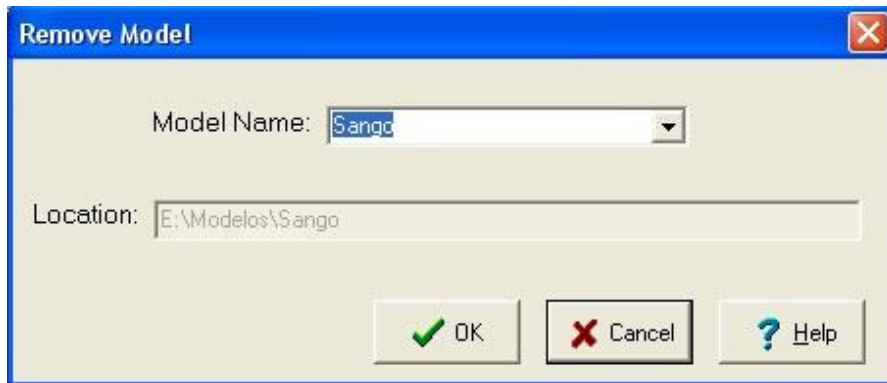 Remove Model
Model Name: Sango
Location: E:\Modelos\Sango
OK Cancel Help